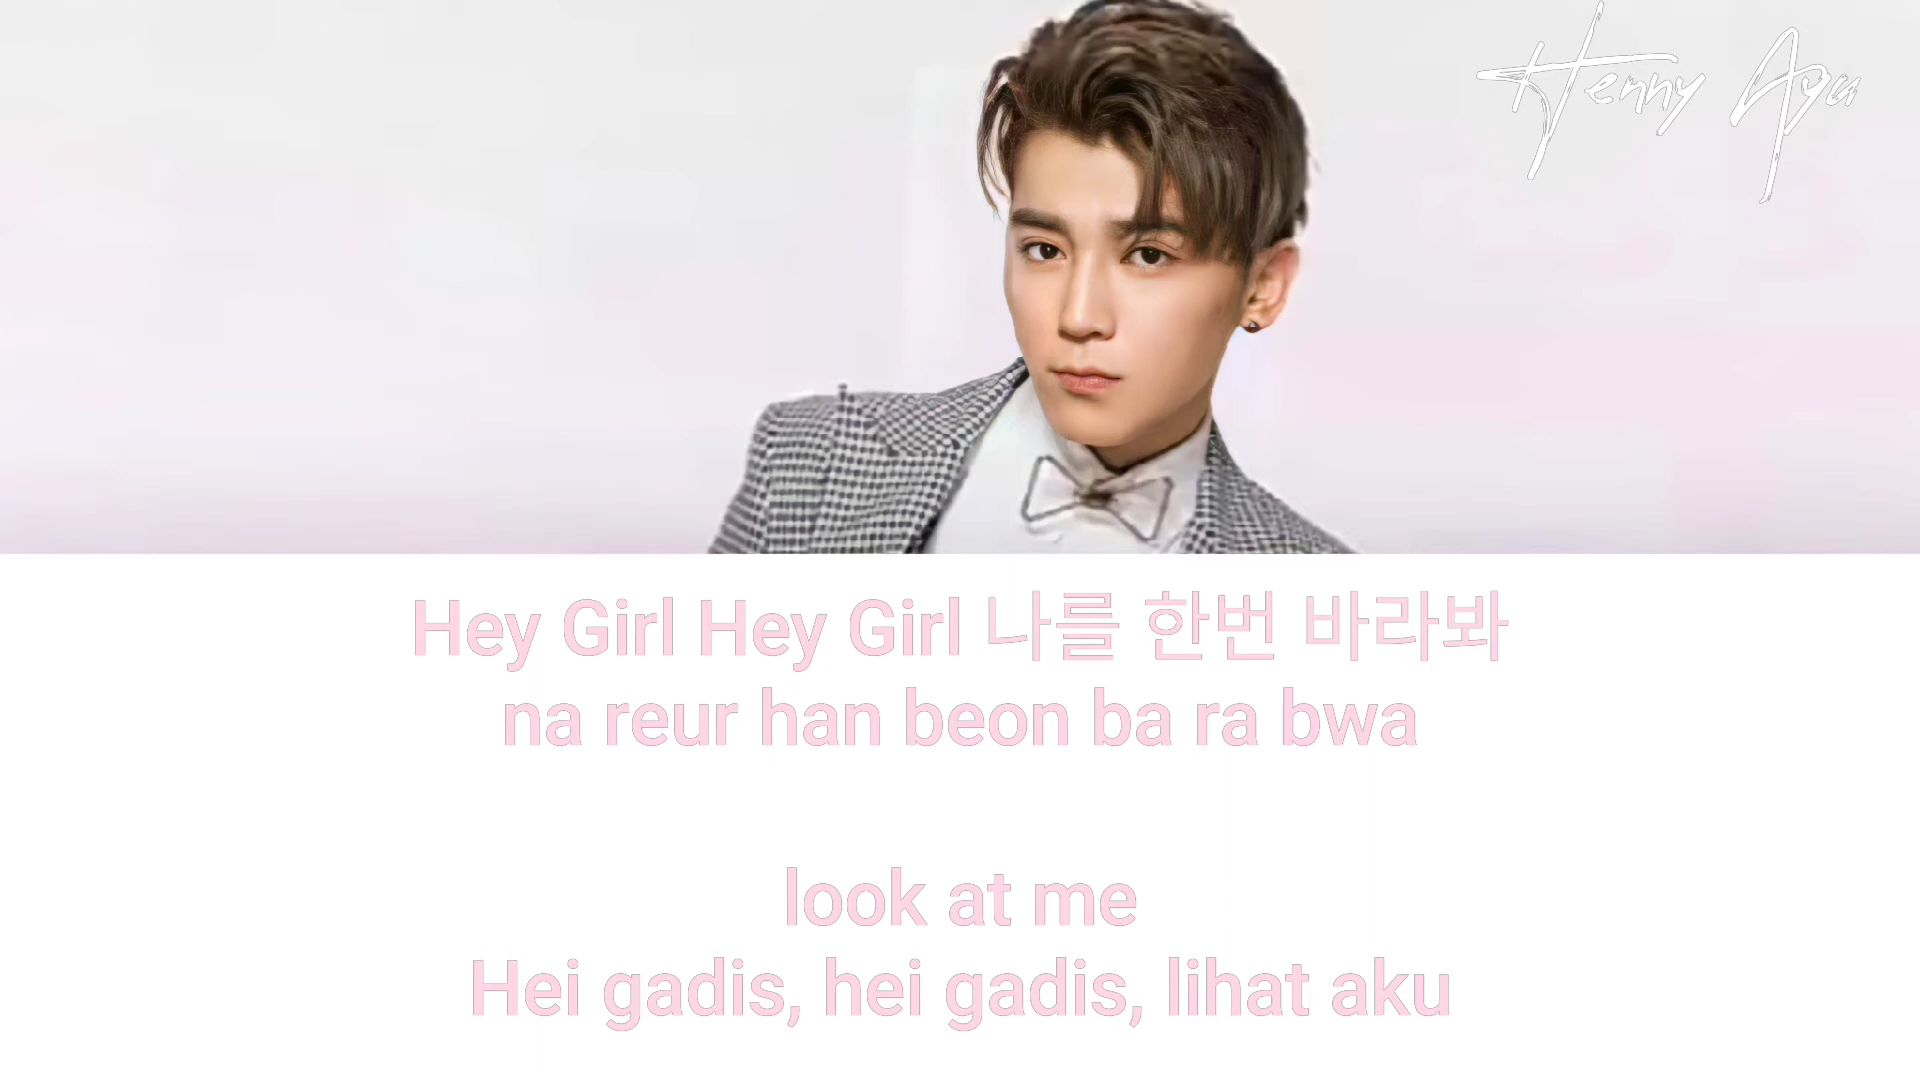 Henny Ayu
Hey Girl Hey Girl 나를 한번 바라봐
na reur han beon ba ra bwa
look at me
Hei gadis, hei gadis, lihat aku